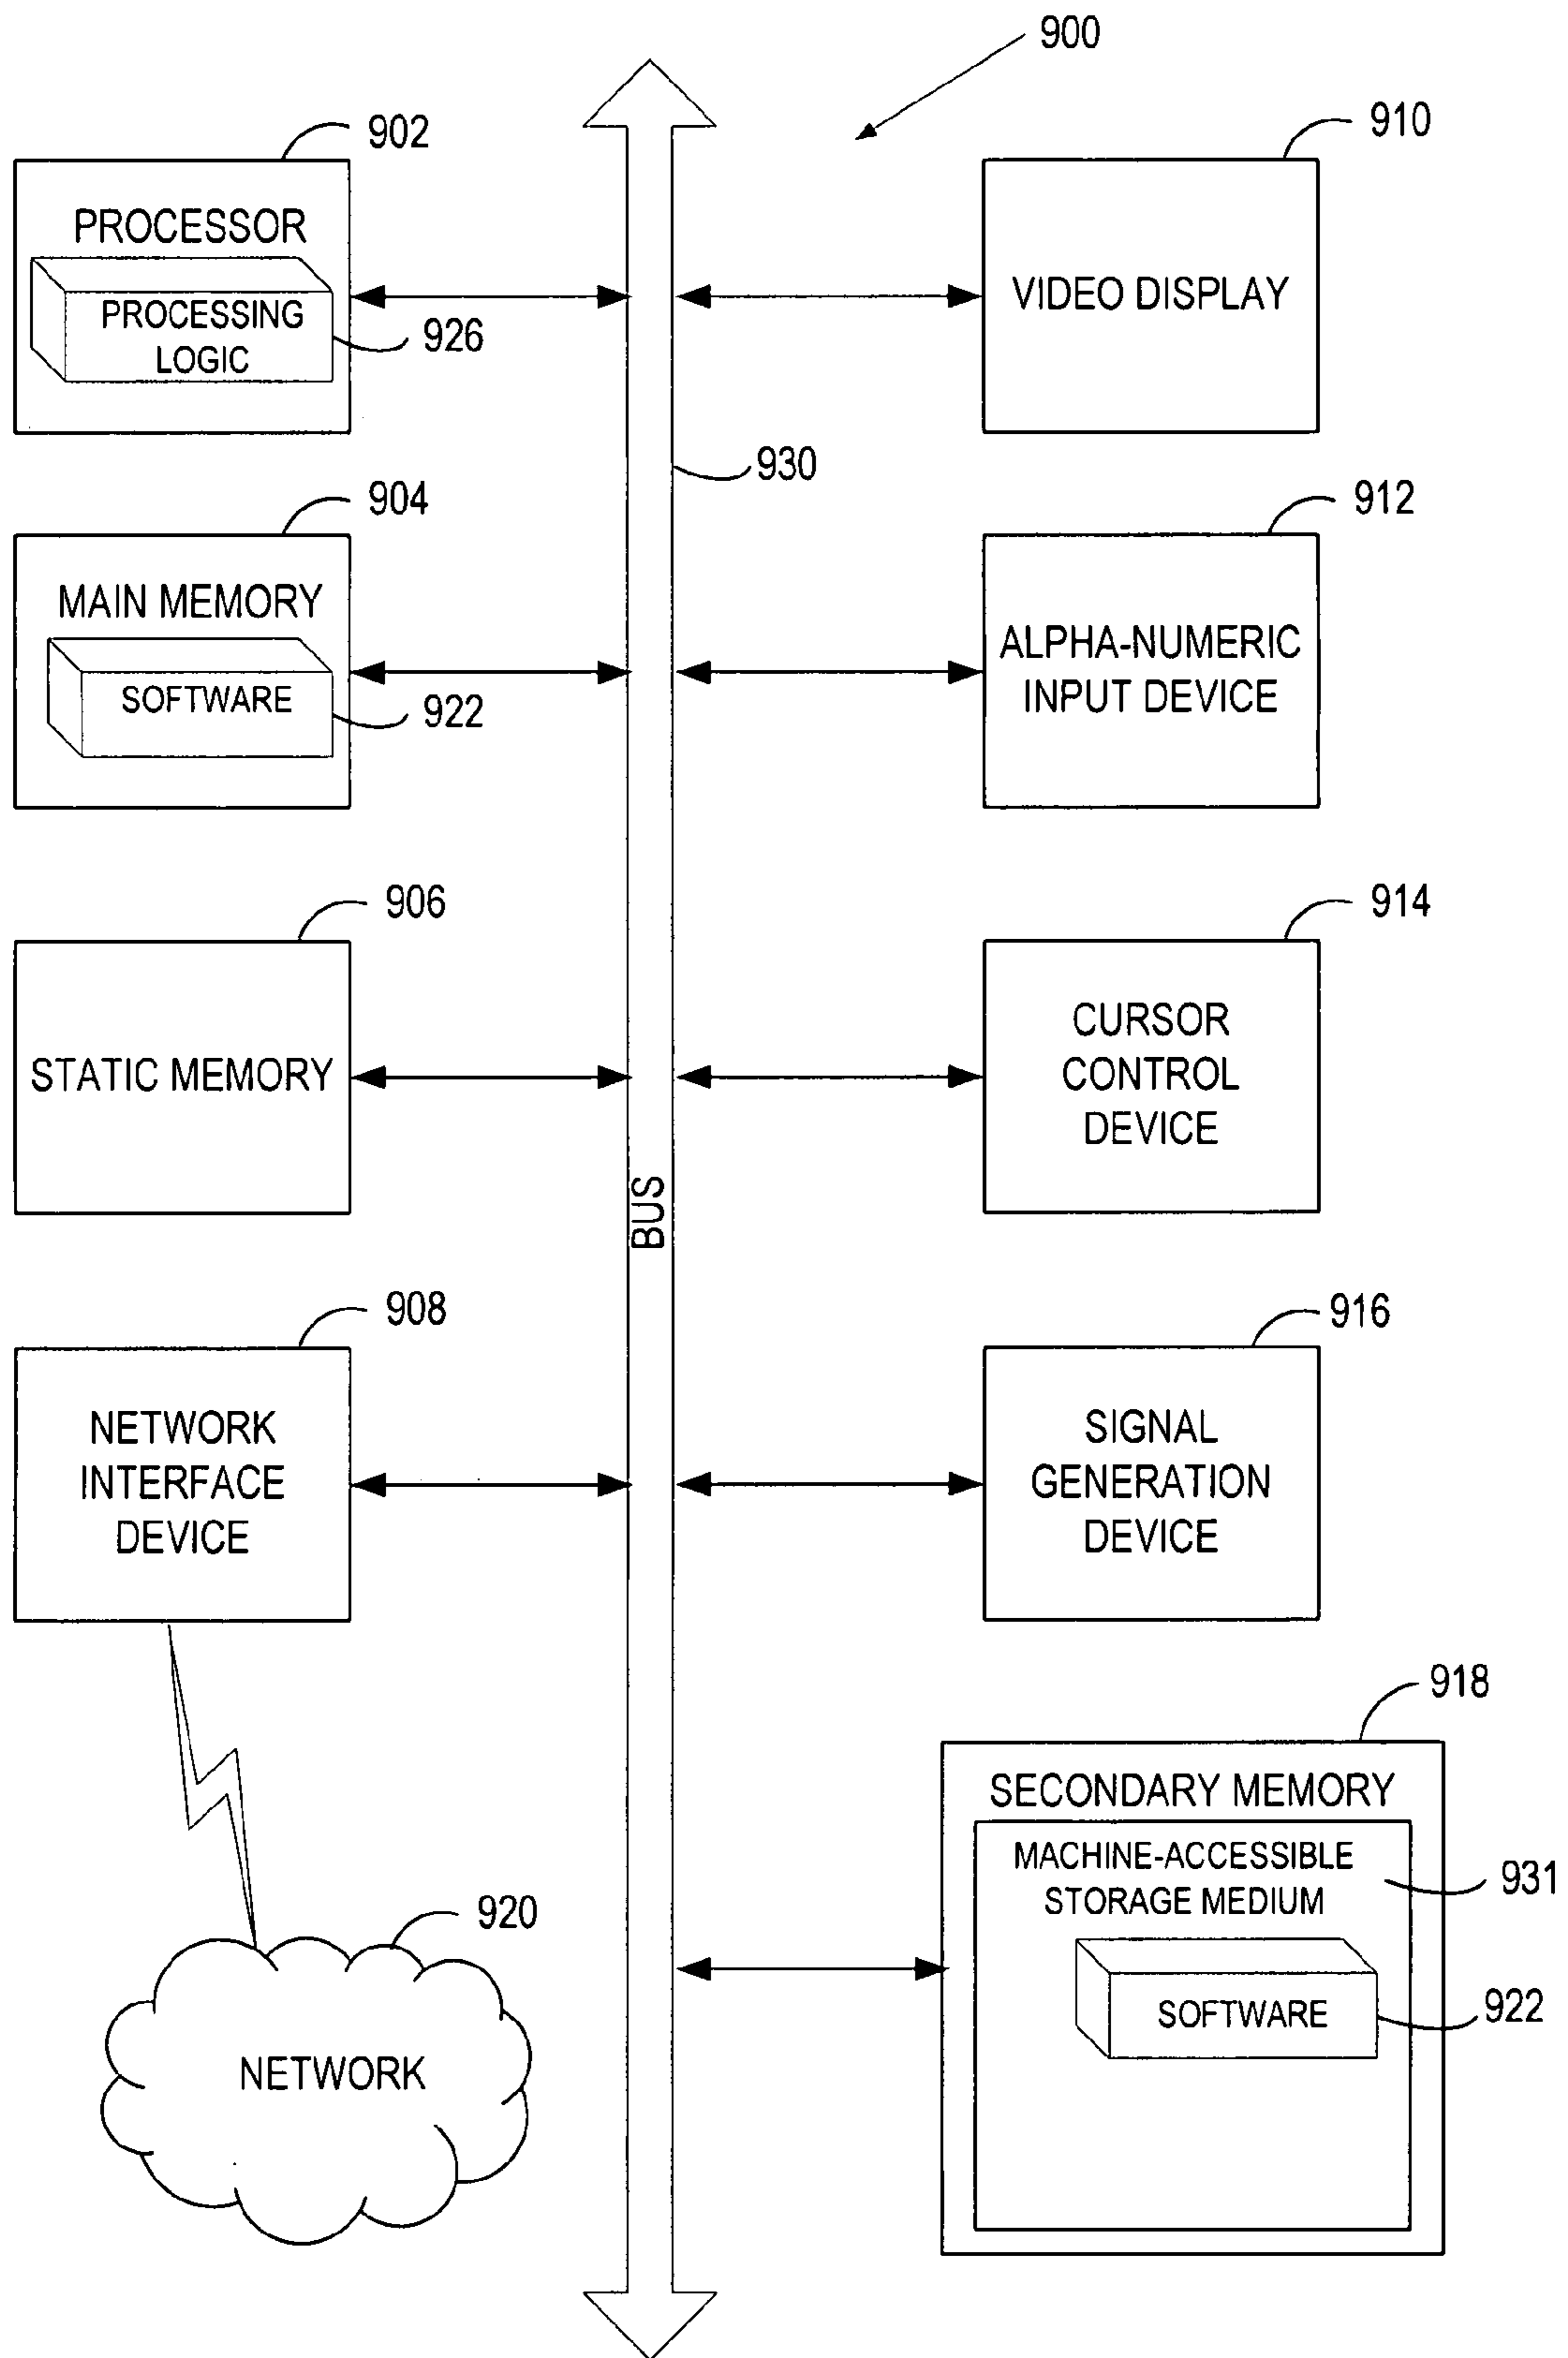 900
902
PROCESSOR
PROCESSING
LOGIC
926
910
VIDEO DISPLAY
930
904
MAIN MEMORY
SOFTWARE
922
912
ALPHA-NUMERIC
INPUT DEVICE
906
STATIC MEMORY
914
CURSOR
CONTROL
DEVICE
BUS
908
NETWORK
INTERFACE
DEVICE
916
SIGNAL
GENERATION
DEVICE
918
SECONDARY MEMORY
MACHINE-ACCESSIBLE
STORAGE MEDIUM
931
SOFTWARE
922
920
NETWORK